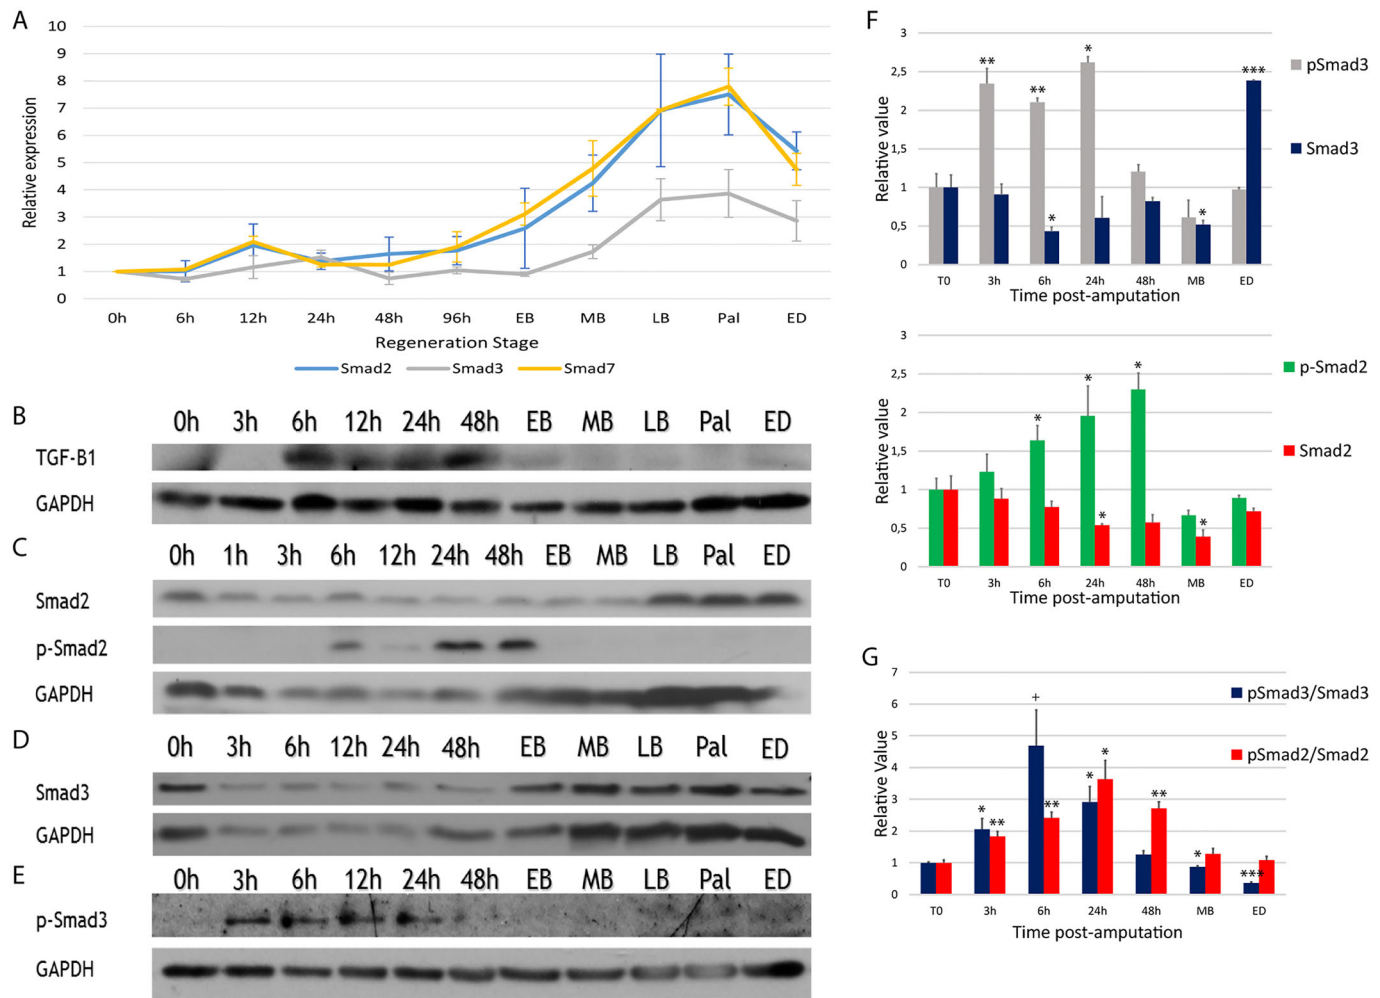 A
10
9
8
7
6
5
4
3
2
1
0
Relative expression
0h 6h 12h 24h 48h 96h EB MB LB Pal ED
Regeneration Stage
Smad2 Smad3 Smad7
B
0h 3h 6h 12h 24h 48h EB MB LB Pal ED
TGF-B1
GAPDH
C
0h 1h 3h 6h 12h 24h 48h EB MB LB Pal ED
Smad2
p-Smad2
GAPDH
D
0h 3h 6h 12h 24h 48h EB MB LB Pal ED
Smad3
GAPDH
E
0h 3h 6h 12h 24h 48h EB MB LB Pal ED
p-Smad3
GAPDH
F
3
2,5
2
1,5
1
0,5
0
Relative value
** ** * * * ***
T0 3h 6h 24h 48h MB ED
Time post-amputation
pSmad3
Smad3
3
2,5
2
1,5
1
0,5
0
Relative value
* * * * *
T0 3h 6h 24h 48h MB ED
Time post-amputation
p-Smad2
Smad2
G
7
6
5
4
3
2
1
0
Relative Value
* ** + ** * * ** * ***
T0 3h 6h 24h 48h MB ED
Time post-amputation
pSmad3/Smad3
pSmad2/Smad2